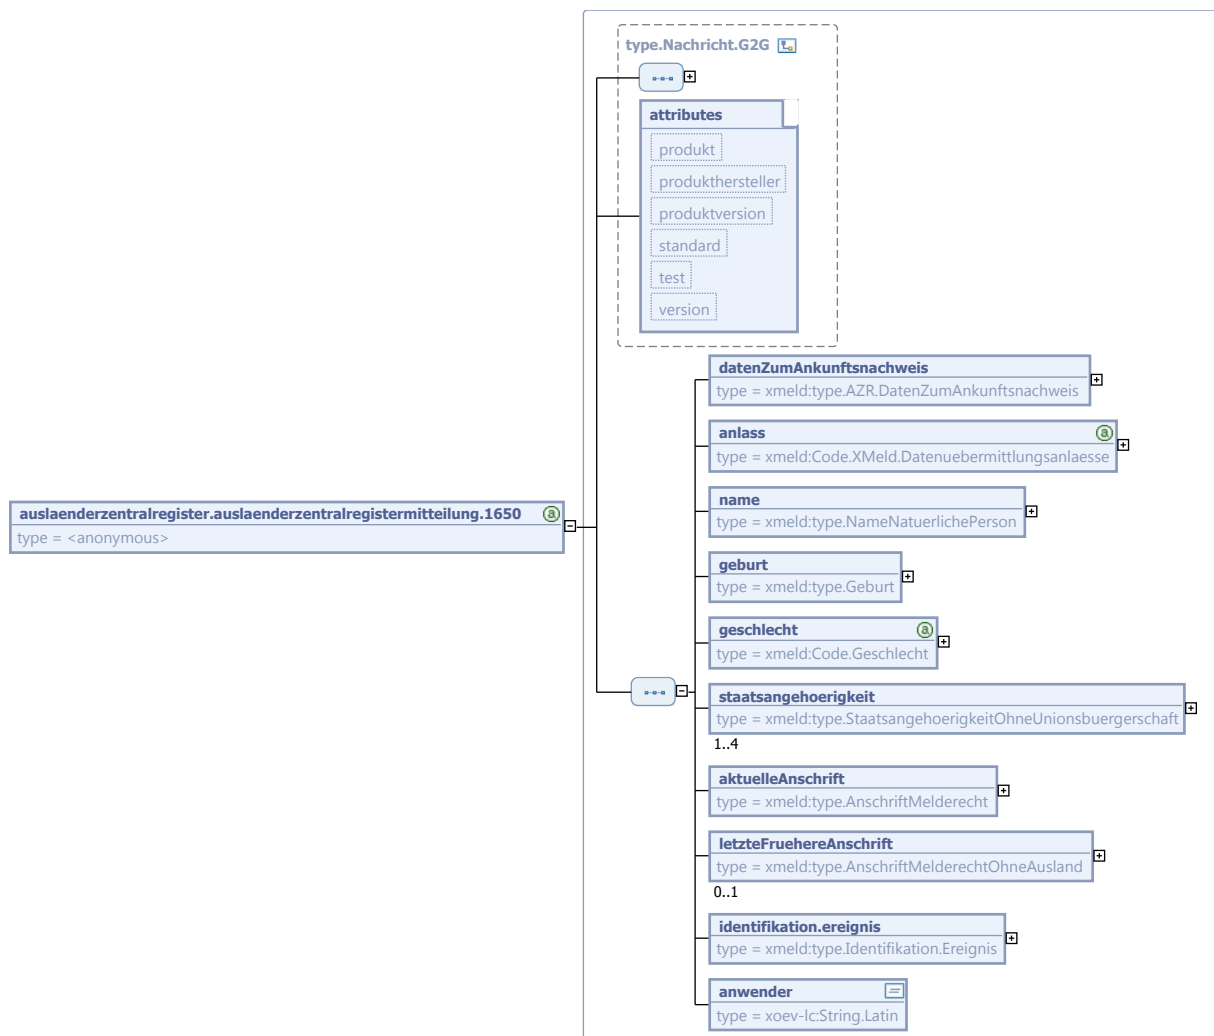 type.Nachricht.G2G
attributes
produkt
produkthersteller
produktversion
standard
test
version
datenZumAnkunftsnachweis
type = xmeld:type.AZR.DatenZumAnkunftsnachweis
anlass
type = xmeld:Code.XMeld.Datenuebermittlungsanlaesse
name
type = xmeld:type.NameNatuerlichePerson
auslaenderzentralregister.auslaenderzentralregistermitteilung.1650
type = <anonymous>
geburt
type = xmeld:type.Geburt
geschlecht
type = xmeld:Code.Geschlecht
staatsangehoerigkeit
type = xmeld:type.StaatsangehoerigkeitOhneUnionsbuergerschaft
1..4
aktuelleAnschrift
type = xmeld:type.AnschriftMelderecht
letzteFruehereAnschrift
type = xmeld:type.AnschriftMelderechtOhneAusland
0..1
identifikation.ereignis
type = xmeld:type.Identifikation.Ereignis
anwender
type = xoev-lc:String.Latin